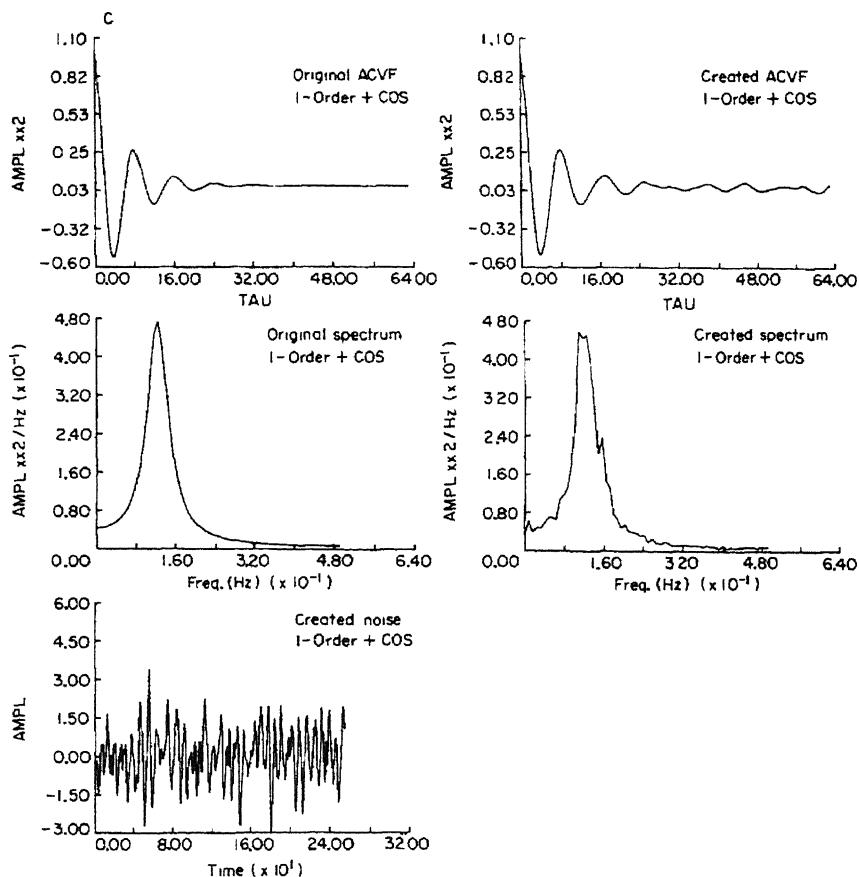 C
1.10
0.82
0.53
0.25
0.03
-0.32
-0.60
AMPL xx2
Original ACVF
1-Order + COS
0.00 16.00 32.00 48.00 64.00
TAU
1.10
0.82
0.53
0.25
0.03
-0.32
-0.60
AMPL xx2
Created ACVF
1-Order + COS
0.00 16.00 32.00 48.00 64.00
TAU
4.80
4.00
3.20
2.40
1.60
0.80
0.00
AMPL xx2/Hz (x10⁻¹)
Original spectrum
1-Order + COS
1.60 3.20 4.80 6.40
Freq.(Hz) (x10⁻¹)
4.80
4.00
3.20
2.40
1.60
0.80
0.00
AMPL xx2/Hz (x10⁻¹)
Created spectrum
1-Order + COS
1.60 3.20 4.80 6.40
Freq.(Hz) (x10⁻¹)
6.00
4.50
3.00
1.50
0.00
-1.50
-3.00
AMPL
Created noise
1-Order + COS
0.00 8.00 16.00 24.00 32.00
Time (x10¹)